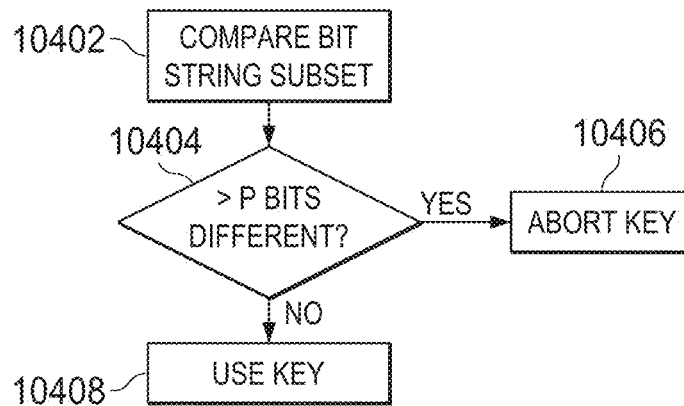 10402
COMPARE BIT
STRING SUBSET
10404
> P BITS
DIFFERENT?
YES
10406
ABORT KEY
NO
10408
USE KEY